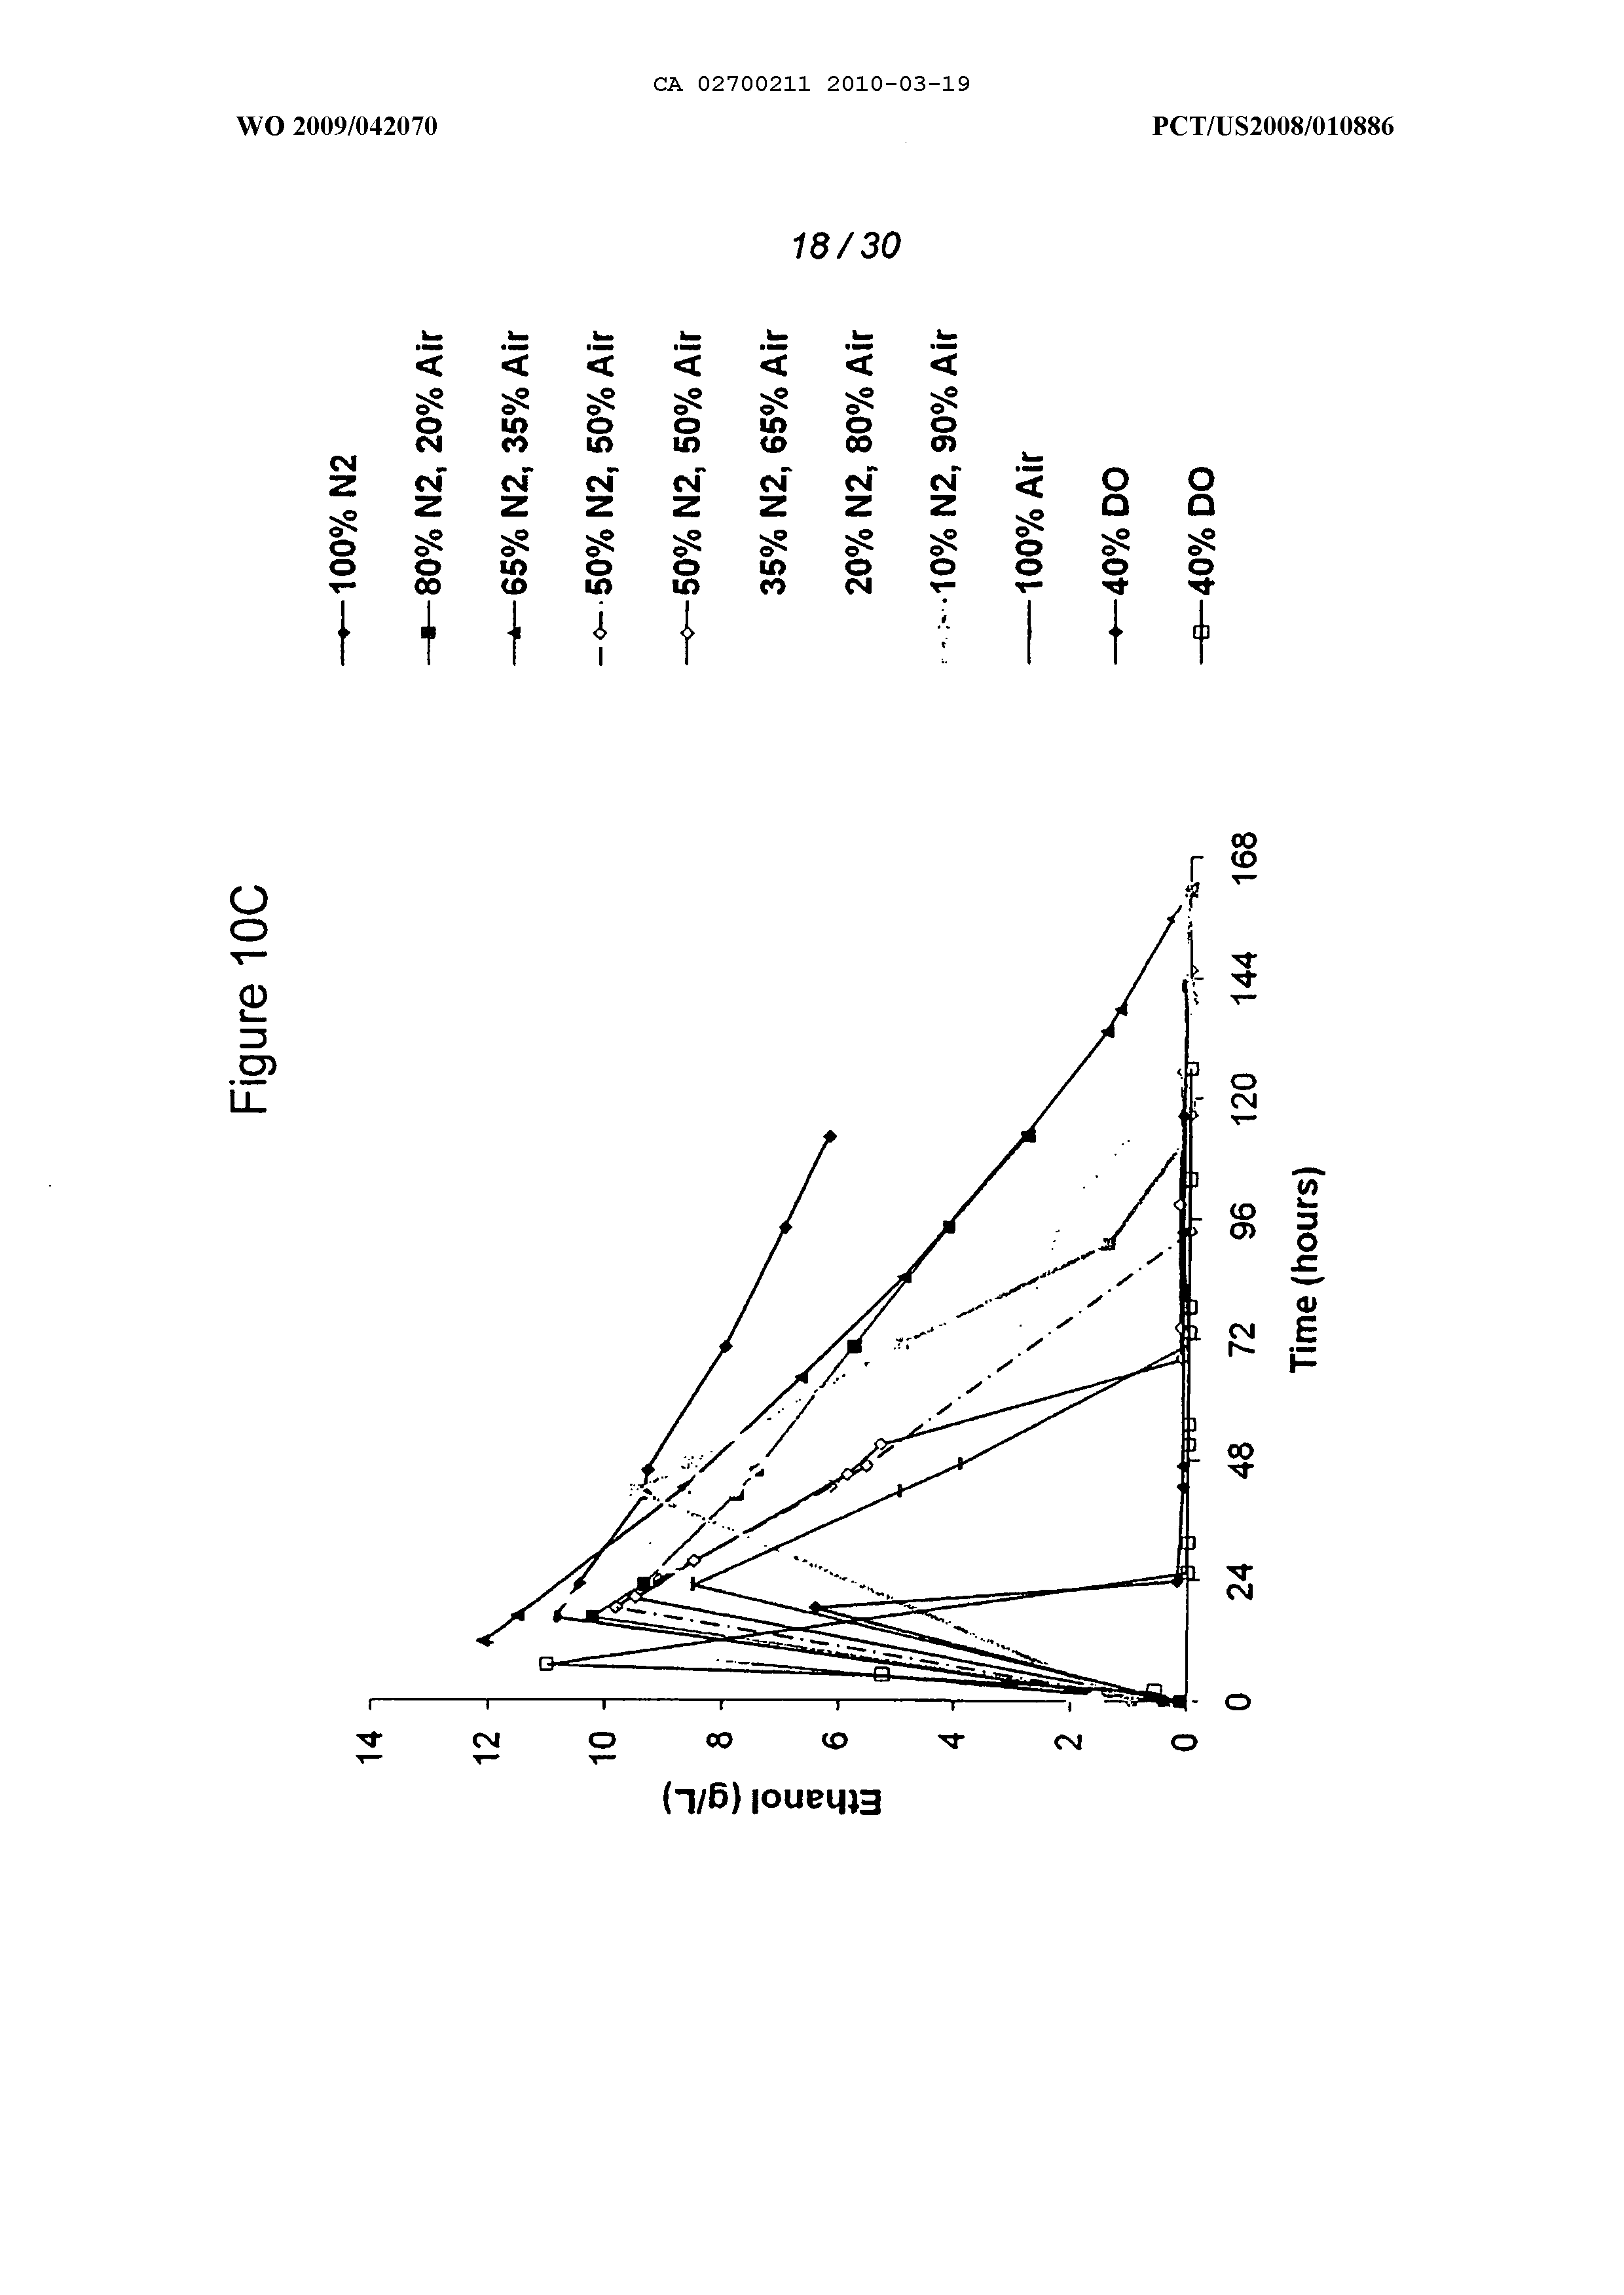 CA 02700211 2010-03-19
WO 2009/042070 PCT/US2008/010886
18/30
Figure 10C
Ethanol (g/L)
14
12
10
8
6
4
2
0
0 24 48 72 96 120 144 168
Time (hours)
100% N2
80% N2, 20% Air
65% N2, 35% Air
50% N2, 50% Air
50% N2, 50% Air
35% N2, 65% Air
20% N2, 80% Air
10% N2, 90% Air
100% Air
40% DO
40% DO